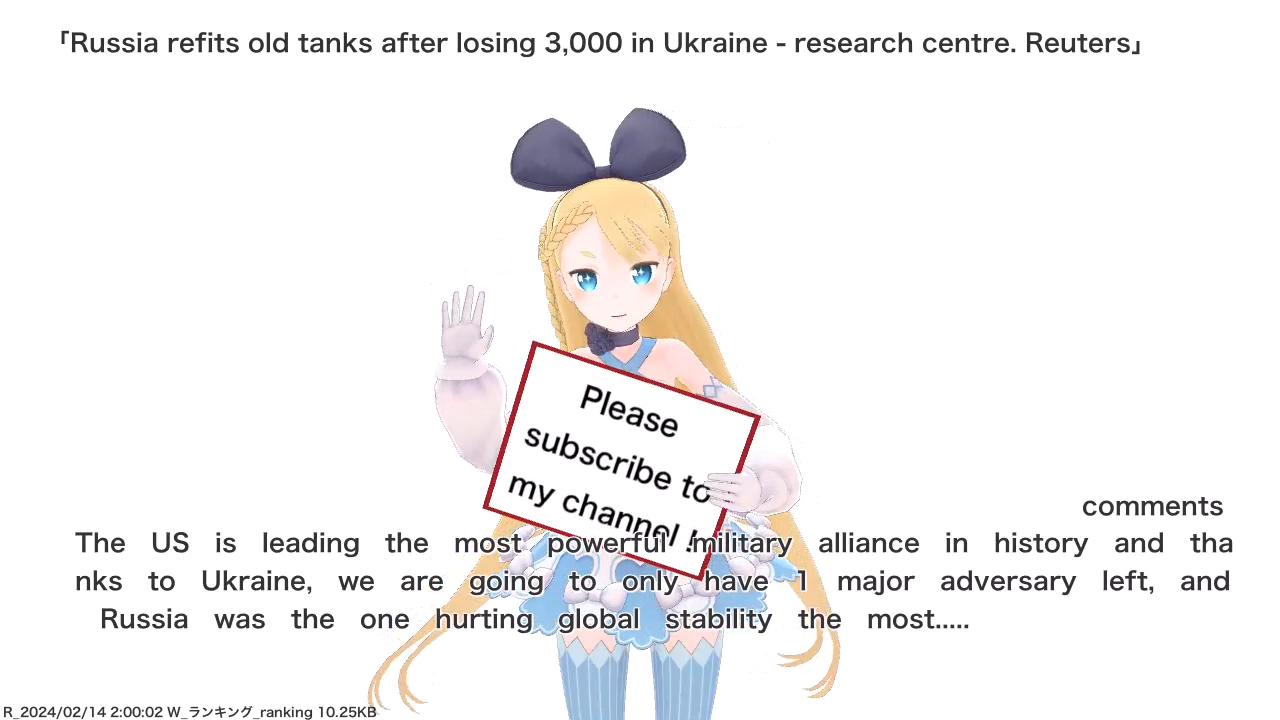 「Russia refits old tanks after losing 3,000 in Ukraine - research centre. Reuters」
Please
subscribe to
my channel !
comments
The US is leading the most powerful military alliance in history and tha
nks to Ukraine, we are going to only have 1 major adversary left, and
Russia was the one hurting global stability the most.....
R_2024/02/14 2:00:02 W_ランキング_ranking 10.25KB